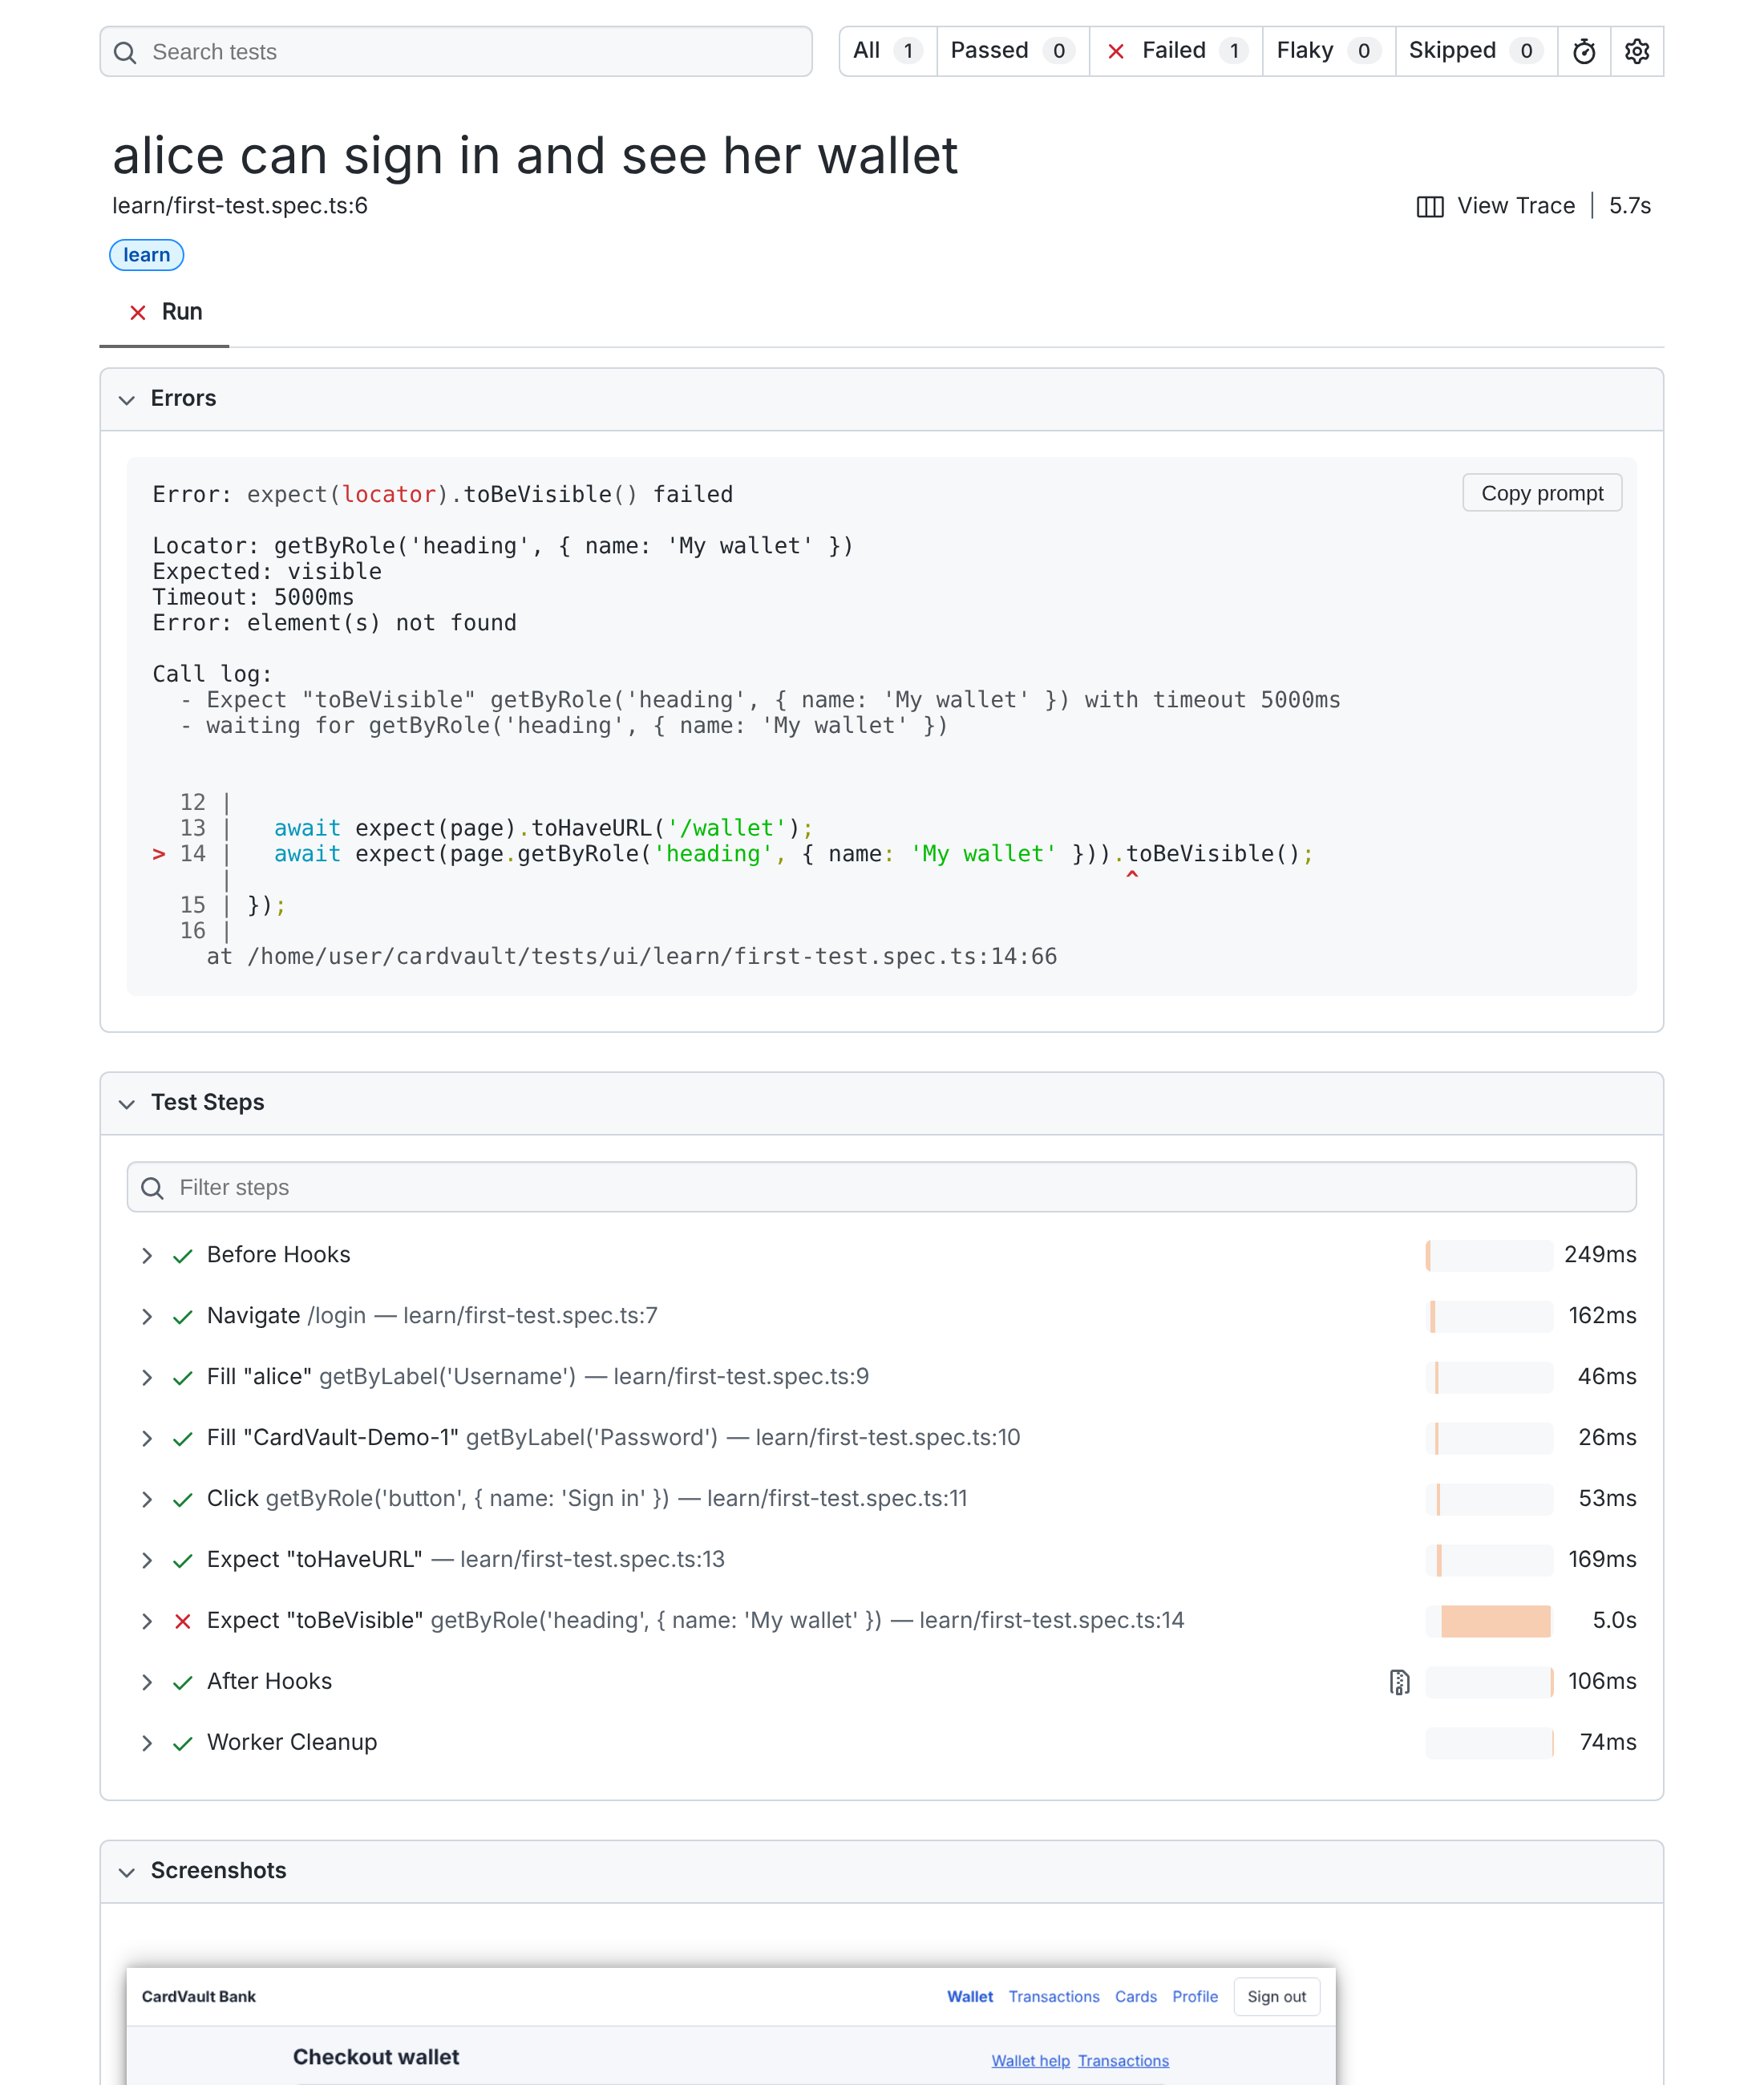 Search tests
All 1 Passed 0 Failed 1 Flaky 0 Skipped 0
alice can sign in and see her wallet
learn/first-test.spec.ts:6
View Trace 5.7s
learn
Run
Errors
Copy prompt
Error: expect(locator).toBeVisible() failed
Locator: getByRole('heading', { name: 'My wallet' })
Expected: visible
Timeout: 5000ms
Error: element(s) not found
Call log:
- Expect "toBeVisible" getByRole('heading', { name: 'My wallet' }) with timeout 5000ms
- waiting for getByRole('heading', { name: 'My wallet' })
12 |
13 | await expect(page).toHaveURL('/wallet');
> 14 | await expect(page.getByRole('heading', { name: 'My wallet' })).toBeVisible();
| ^
15 | });
16 |
at /home/user/cardvault/tests/ui/learn/first-test.spec.ts:14:66
Test Steps
Filter steps
Before Hooks 249ms
Navigate /login — learn/first-test.spec.ts:7 162ms
Fill "alice" getByLabel('Username') — learn/first-test.spec.ts:9 46ms
Fill "CardVault-Demo-1" getByLabel('Password') — learn/first-test.spec.ts:10 26ms
Click getByRole('button', { name: 'Sign in' }) — learn/first-test.spec.ts:11 53ms
Expect "toHaveURL" — learn/first-test.spec.ts:13 169ms
Expect "toBeVisible" getByRole('heading', { name: 'My wallet' }) — learn/first-test.spec.ts:14 5.0s
After Hooks 106ms
Worker Cleanup 74ms
Screenshots
CardVault Bank Wallet Transactions Cards Profile Sign out
Checkout wallet Wallet help Transactions